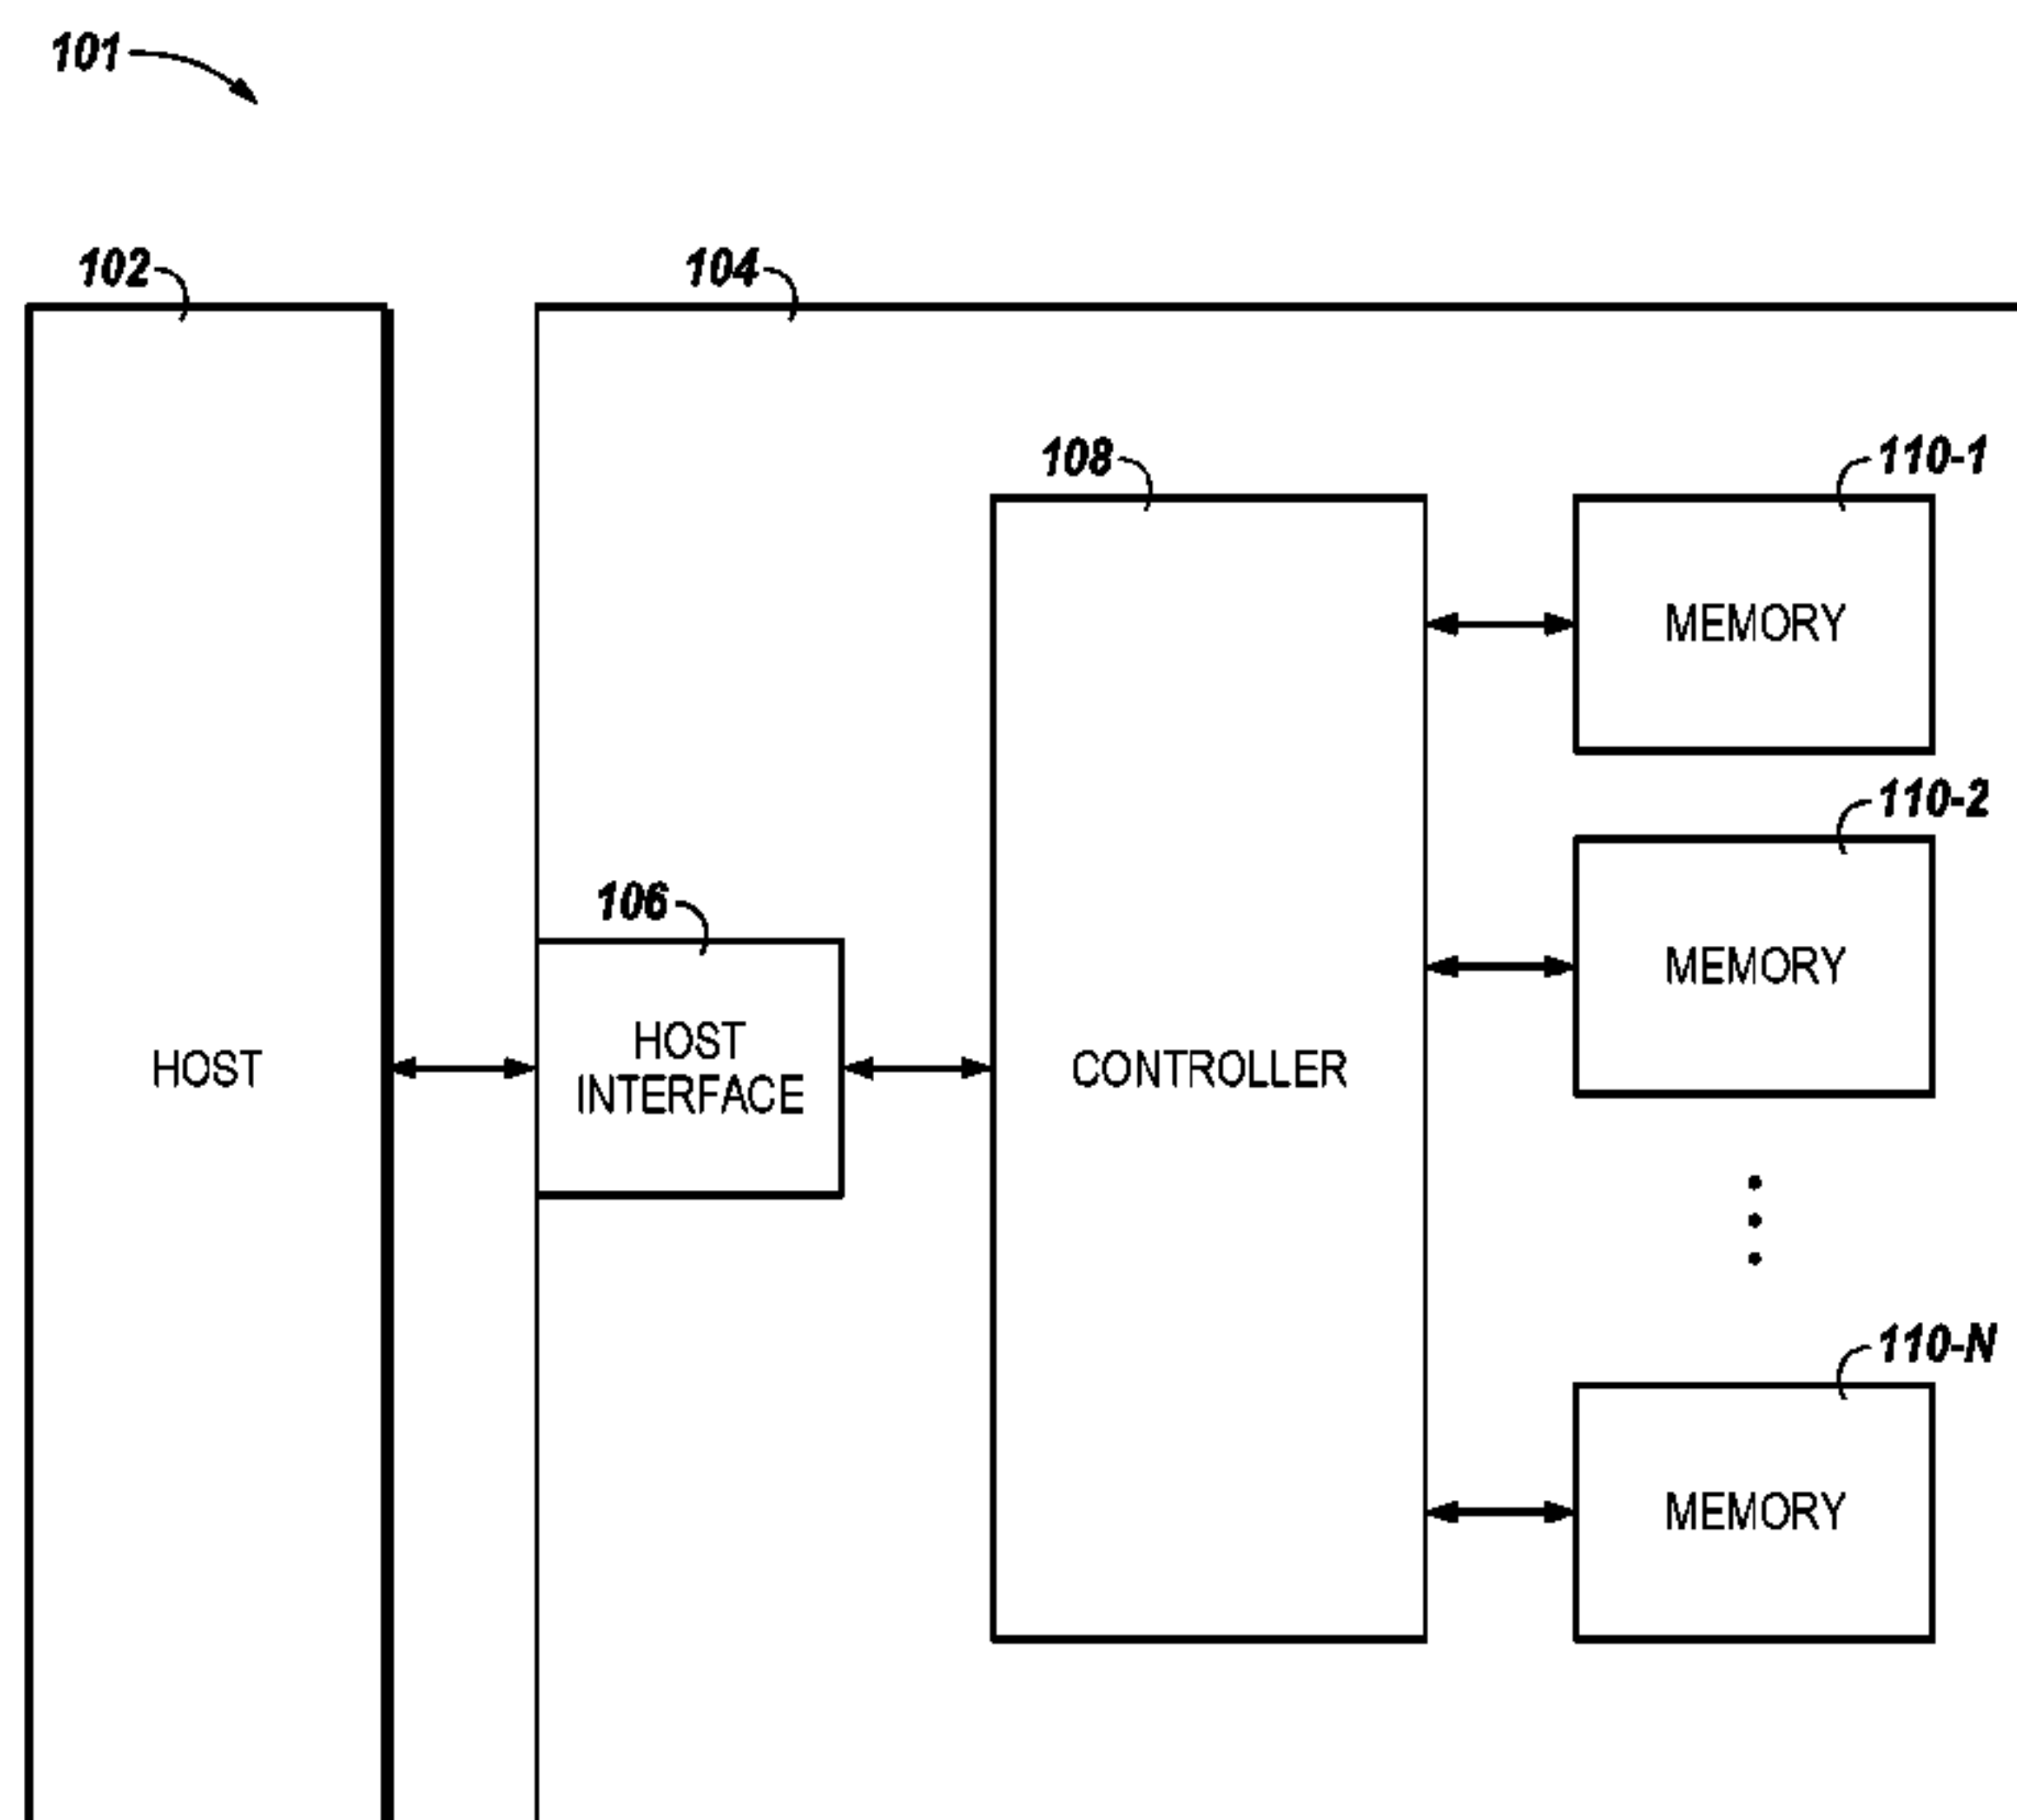 101
102
104
108
110-1
MEMORY
110-2
106
MEMORY
HOST
HOST
INTERFACE
CONTROLLER
110-N
MEMORY